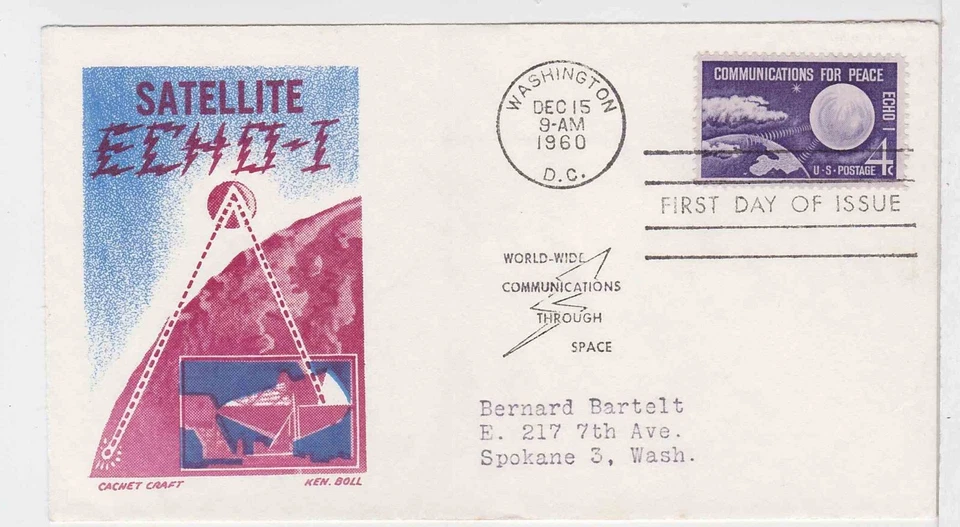 SATELLITE
ECHO-I
CACHET CRAFT
KEN. BOLL
WASHINGTON
DEC 15
9-AM
1960
D.C.
COMMUNICATIONS FOR PEACE
ECHO I
U·S·POSTAGE 4c
FIRST DAY OF ISSUE
WORLD-WIDE
COMMUNICATIONS
THROUGH
SPACE
Bernard Bartelt
E. 217 7th Ave.
Spokane 3, Wash.